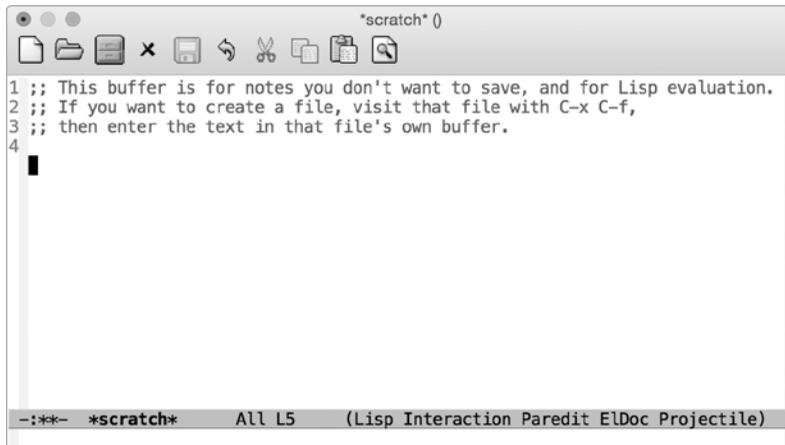 *scratch* ()
1 ;; This buffer is for notes you don't want to save, and for Lisp evaluation.
2 ;; If you want to create a file, visit that file with C-x C-f,
3 ;; then enter the text in that file's own buffer.
4
-:**-  *scratch*      All L5     (Lisp Interaction Paredit ElDoc Projectile)